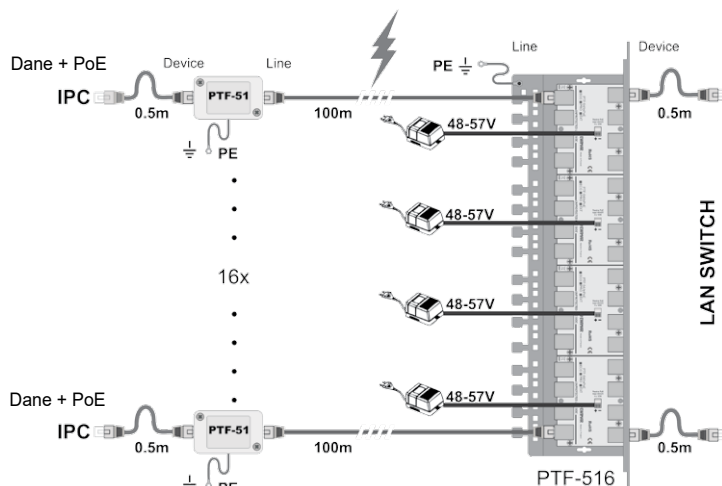 Line
Device
Dane + PoE
Device
Line
PE
IPC
PTF-51
0.5m
100m
0.5m
48-57V
PE
48-57V
16x
LAN SWITCH
48-57V
Dane + PoE
48-57V
IPC
PTF-51
0.5m
100m
0.5m
PTF-516
PE